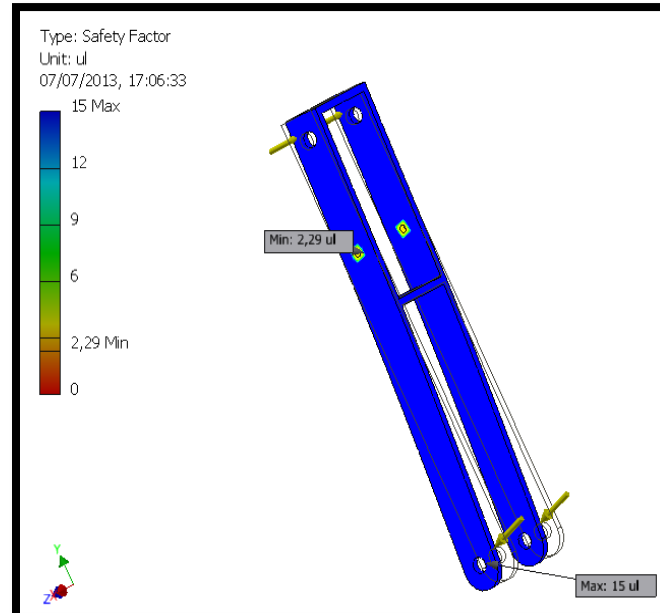 Type: Safety Factor
Unit: ul
07/07/2013, 17:06:33
15 Max
12
9
6
2,29 Min
0
Min: 2,29 ul
Max: 15 ul
Y
X
Z